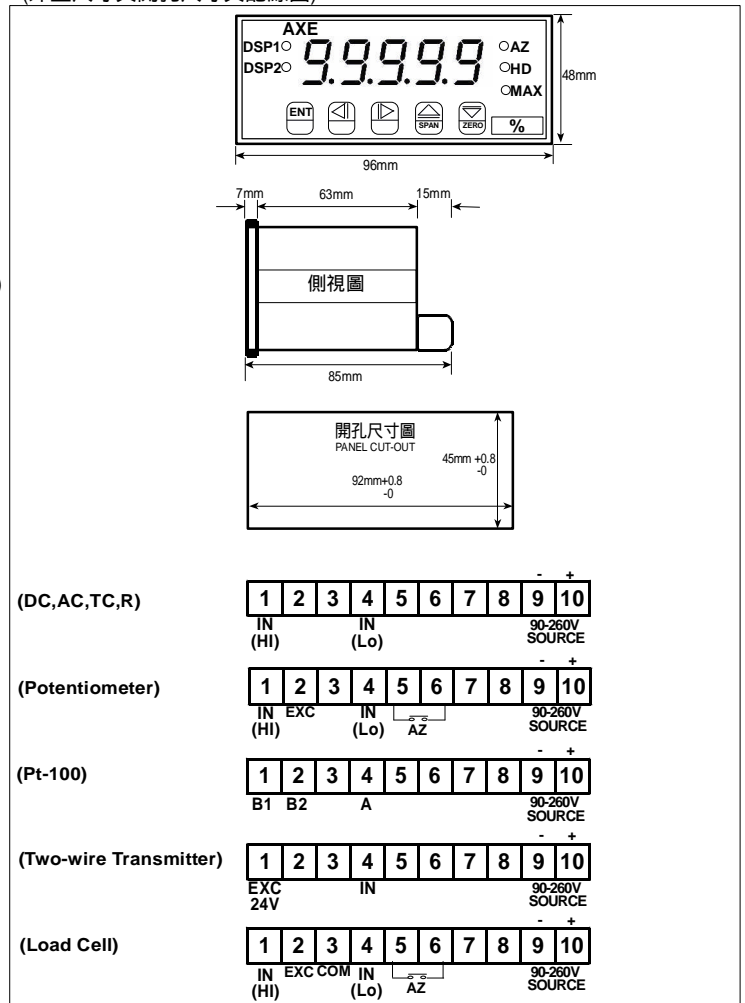 AXE
DSP1 AZ
DSP2 9.9.9.9.9 HD
MAX
48mm
ENT SPAN ZERO %
96mm
7mm 63mm 15mm
側視圖
85mm
開孔尺寸圖
PANEL CUT-OUT
45mm +0.8
-0
92mm+0.8
-0
- +
(DC,AC,TC,R) 1 2 3 4 5 6 7 8 9 10
IN IN 90-260V
(HI) (Lo) SOURCE
- +
(Potentiometer) 1 2 3 4 5 6 7 8 9 10
IN EXC IN 90-260V
(HI) (Lo) AZ SOURCE
- +
(Pt-100) 1 2 3 4 5 6 7 8 9 10
B1 B2 A 90-260V
SOURCE
- +
(Two-wire Transmitter) 1 2 3 4 5 6 7 8 9 10
EXC IN 90-260V
24V SOURCE
- +
(Load Cell) 1 2 3 4 5 6 7 8 9 10
IN EXC COM IN 90-260V
(HI) (Lo) AZ SOURCE